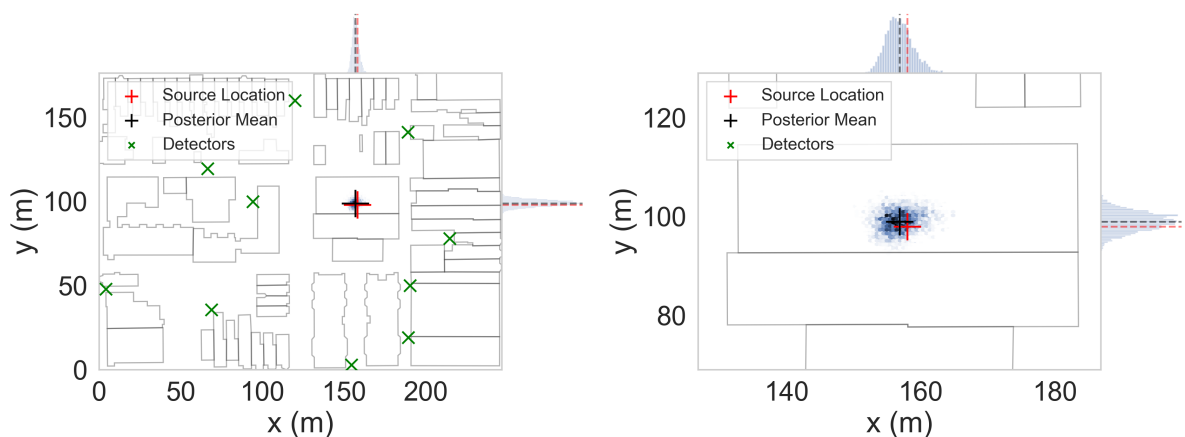 Source Location
Posterior Mean
Detectors
150
100
50
0
y (m)
0 50 100 150 200
x (m)
Source Location
Posterior Mean
Detectors
120
100
80
y (m)
140 160 180
x (m)